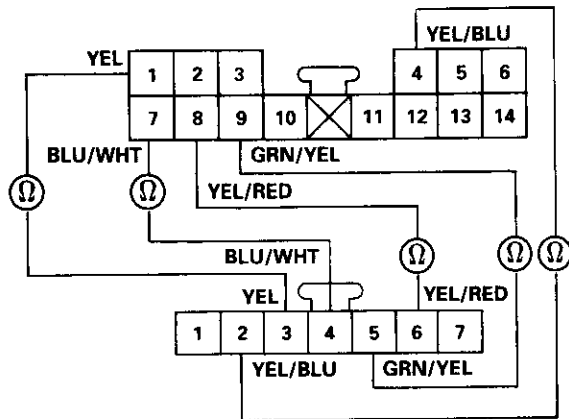 YEL/BLU
YEL
1 2 3 4 5 6
7 8 9 10 11 12 13 14
BLU/WHT GRN/YEL
YEL/RED
Ω Ω Ω Ω Ω
BLU/WHT
YEL YEL/RED
1 2 3 4 5 6 7
YEL/BLU GRN/YEL